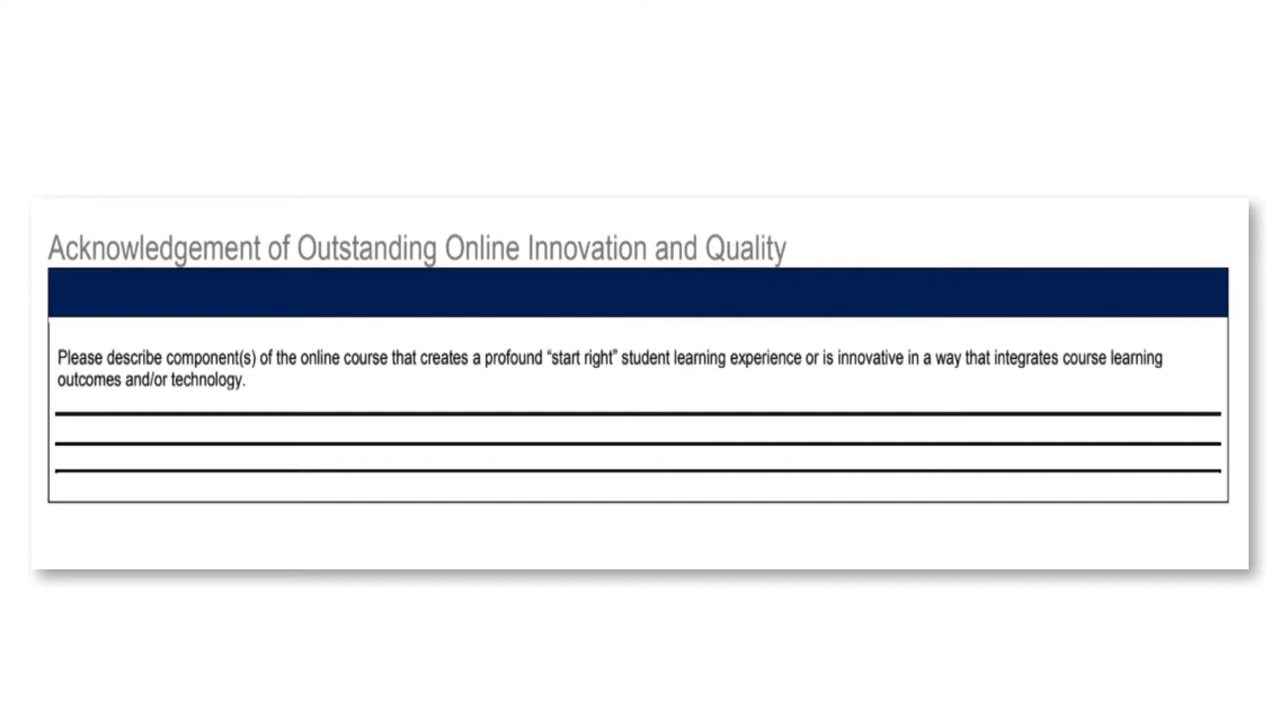 Acknowledgement of Outstanding Online Innovation and Quality
Please describe component(s) of the online course that creates a profound “start right” student learning experience or is innovative in a way that integrates course learning
outcomes and/or technology.